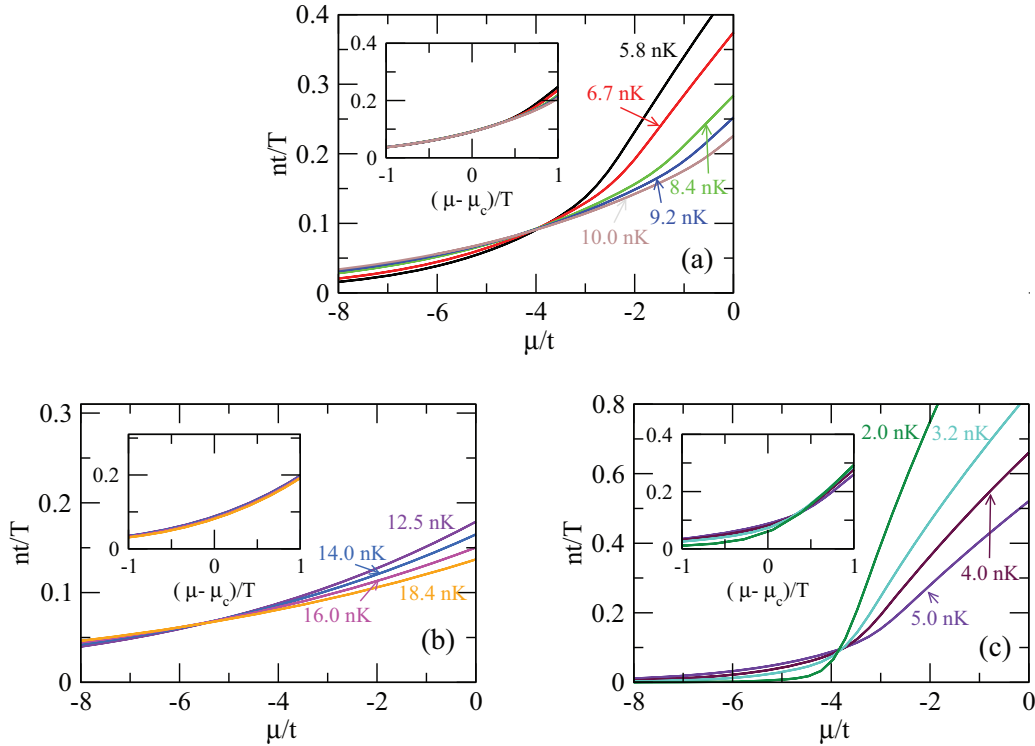 0.4
0.3
0.2
0.1
0
nt/T
5.8 nK
6.7 nK
8.4 nK
9.2 nK
10.0 nK
(a)
0.4
0.2
0
-1 0 1
(μ- μc)/T
-8 -6 -4 -2 0
μ/t
0.3
0.2
0.1
0
nt/T
12.5 nK
14.0 nK
16.0 nK
18.4 nK
(b)
0.2
0
-1 0 1
(μ- μc)/T
-8 -6 -4 -2 0
μ/t
0.8
0.6
0.4
0.2
0
nt/T
2.0 nK
3.2 nK
4.0 nK
5.0 nK
(c)
0.4
0.2
0
-1 0 1
(μ- μc)/T
-8 -6 -4 -2 0
μ/t